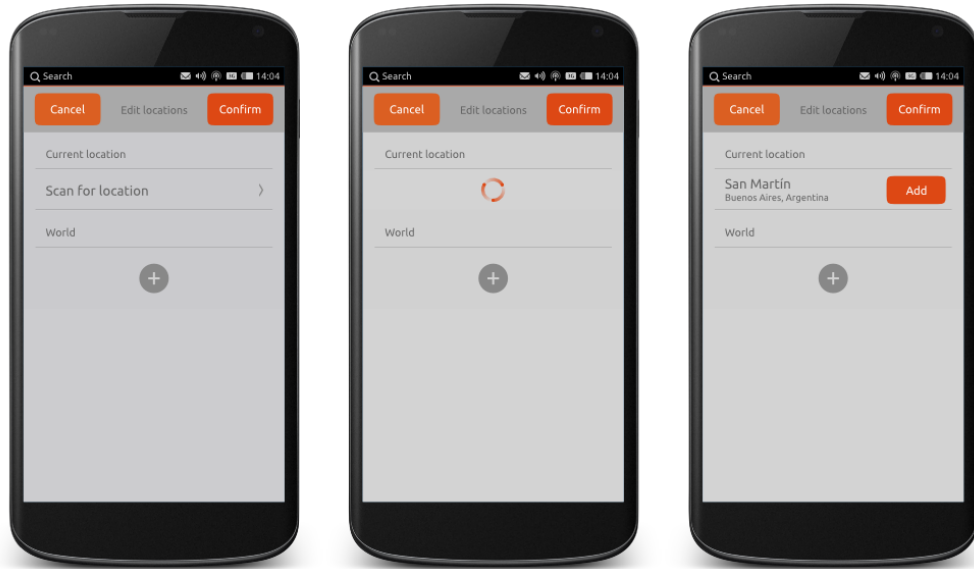 Search 14:04
Cancel Edit locations Confirm
Current location
Scan for location
World
Search 14:04
Cancel Edit locations Confirm
Current location
World
Search 14:04
Cancel Edit locations Confirm
Current location
San Martín
Buenos Aires, Argentina
Add
World